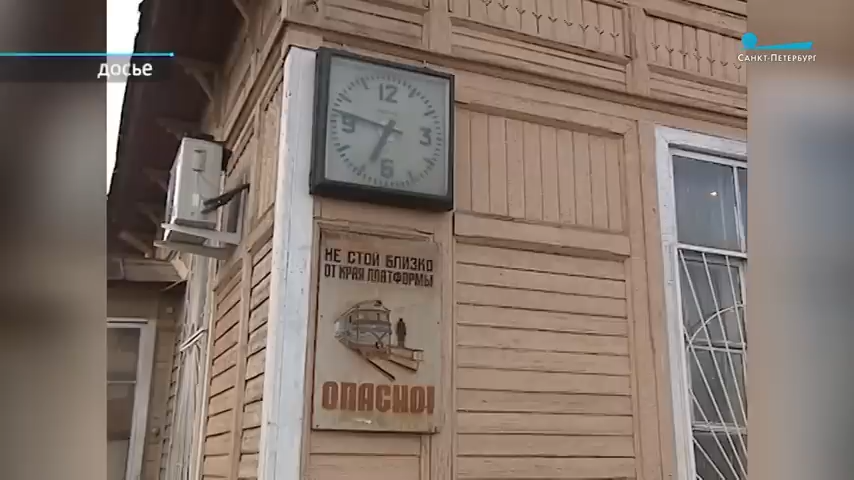 досье
Санкт-Петербург
12
9 3
6
НЕ СТОЙ БЛИЗКО
ОТ КРАЯ ПЛАТФОРМЫ
ОПАСНО!